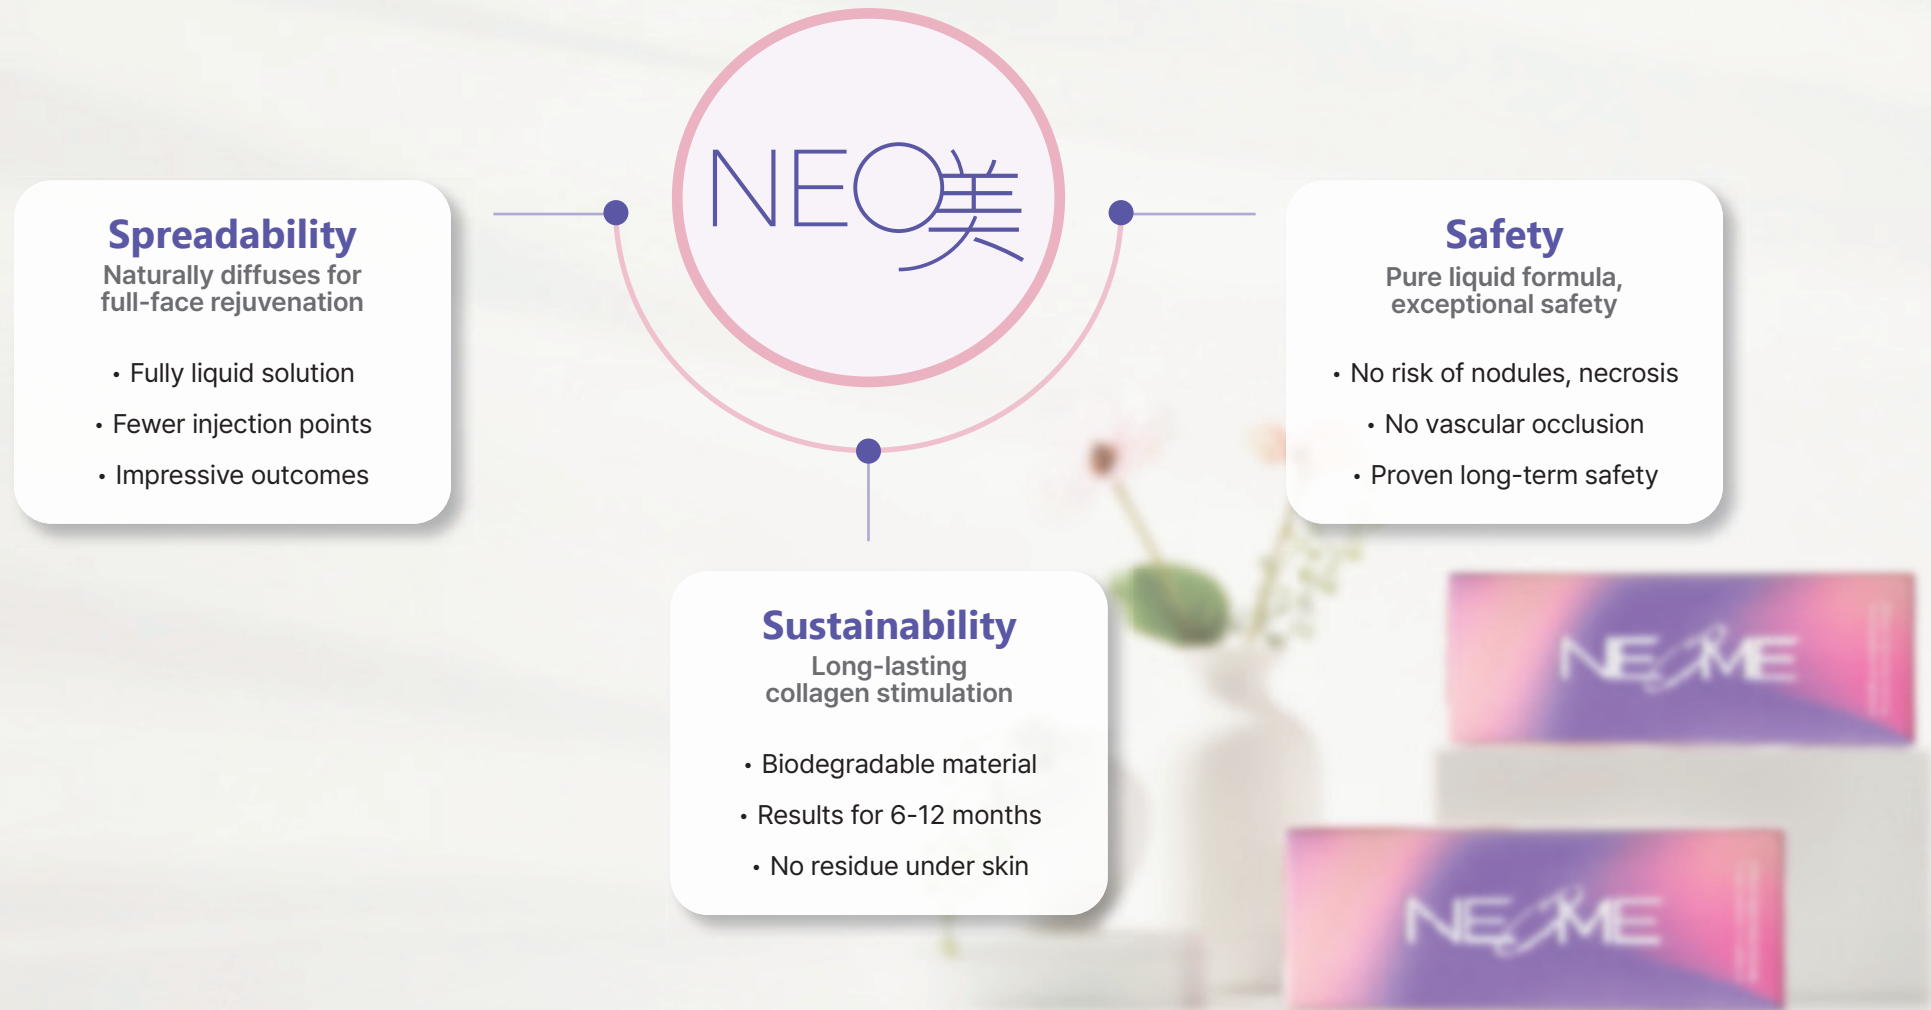 NEO美
Spreadability
Naturally diffuses for
full-face rejuvenation
• Fully liquid solution
• Fewer injection points
• Impressive outcomes
Safety
Pure liquid formula,
exceptional safety
• No risk of nodules, necrosis
• No vascular occlusion
• Proven long-term safety
Sustainability
Long-lasting
collagen stimulation
• Biodegradable material
• Results for 6-12 months
• No residue under skin
NEOME
NEOME